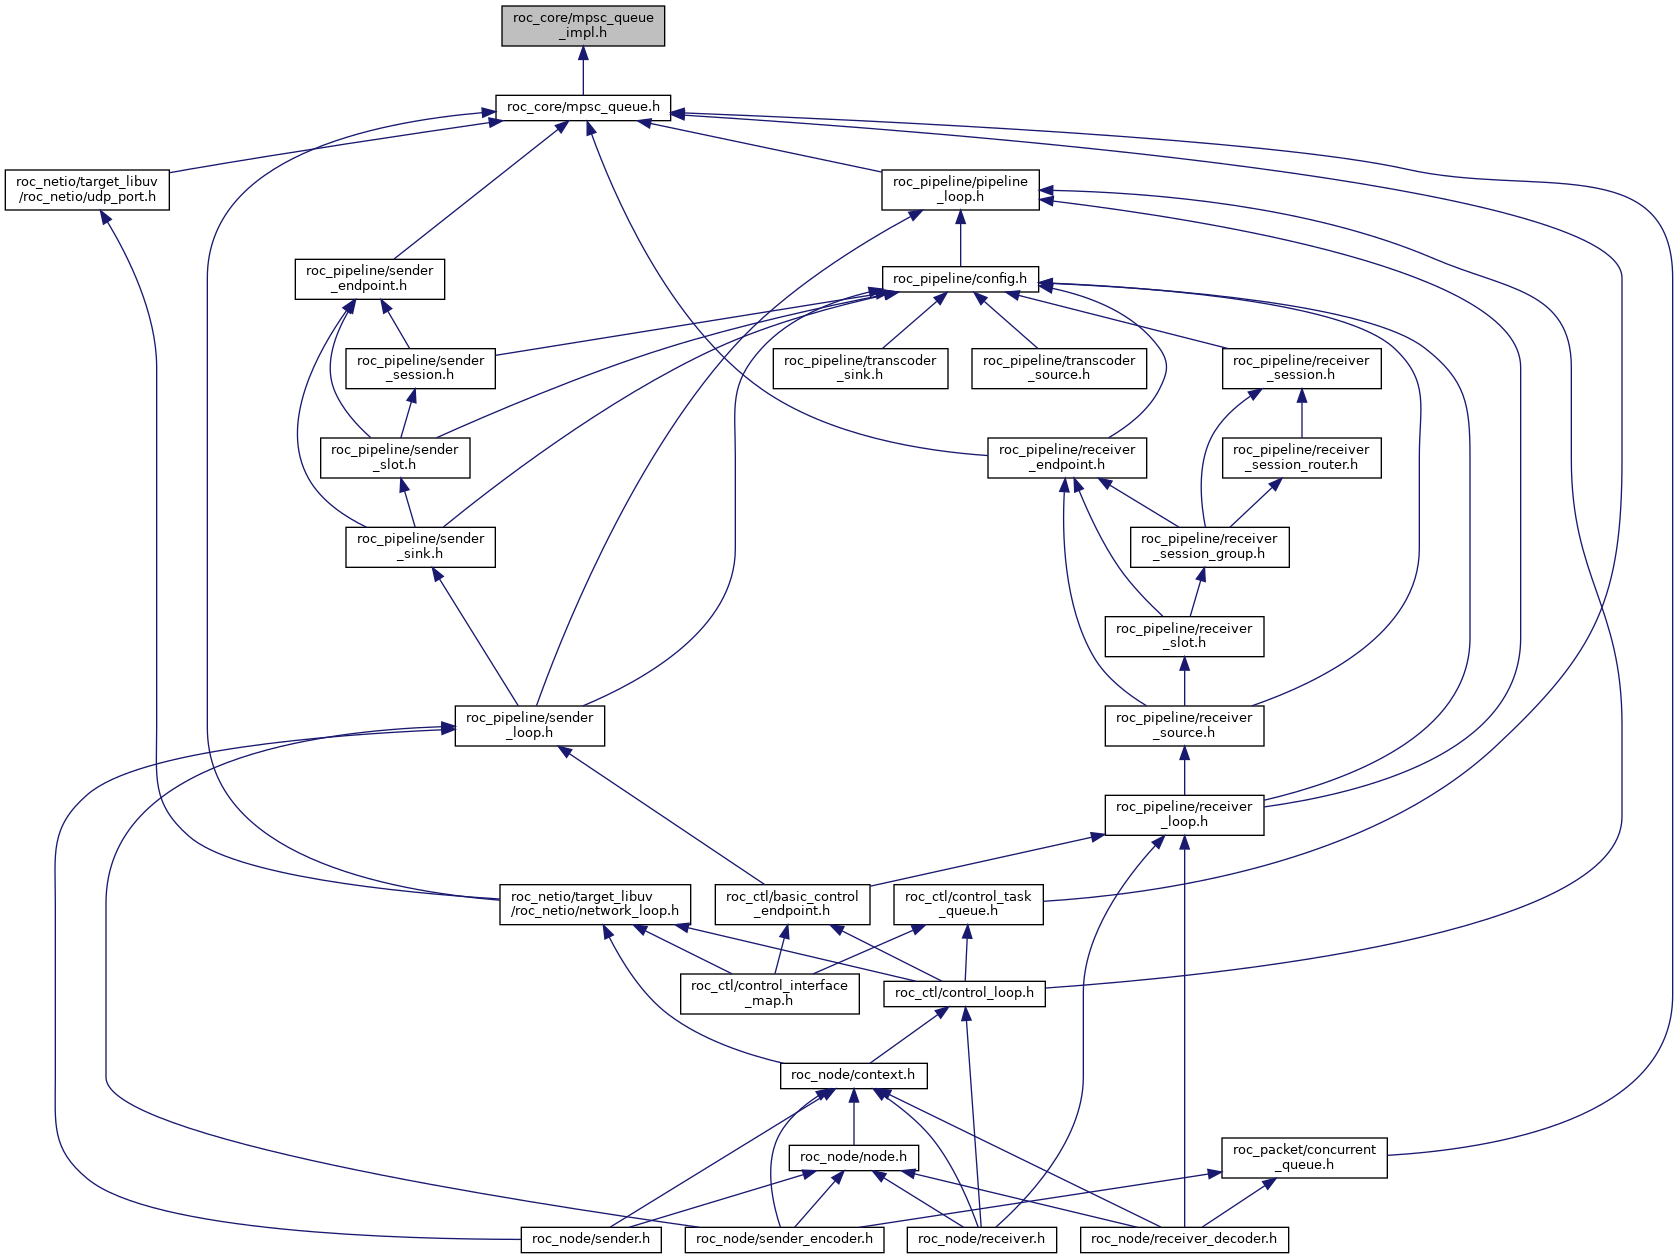 roc_core/mpsc_queue
_impl.h
roc_core/mpsc_queue.h
roc_netio/target_libuv
/roc_netio/udp_port.h
roc_pipeline/pipeline
_loop.h
roc_pipeline/sender
_endpoint.h
roc_pipeline/config.h
roc_pipeline/sender
_session.h
roc_pipeline/transcoder
_sink.h
roc_pipeline/transcoder
_source.h
roc_pipeline/receiver
_session.h
roc_pipeline/sender
_slot.h
roc_pipeline/receiver
_endpoint.h
roc_pipeline/receiver
_session_router.h
roc_pipeline/sender
_sink.h
roc_pipeline/receiver
_session_group.h
roc_pipeline/receiver
_slot.h
roc_pipeline/sender
_loop.h
roc_pipeline/receiver
_source.h
roc_pipeline/receiver
_loop.h
roc_netio/target_libuv
/roc_netio/network_loop.h
roc_ctl/basic_control
_endpoint.h
roc_ctl/control_task
_queue.h
roc_ctl/control_interface
_map.h
roc_ctl/control_loop.h
roc_node/context.h
roc_node/node.h
roc_packet/concurrent
_queue.h
roc_node/sender.h
roc_node/sender_encoder.h
roc_node/receiver.h
roc_node/receiver_decoder.h